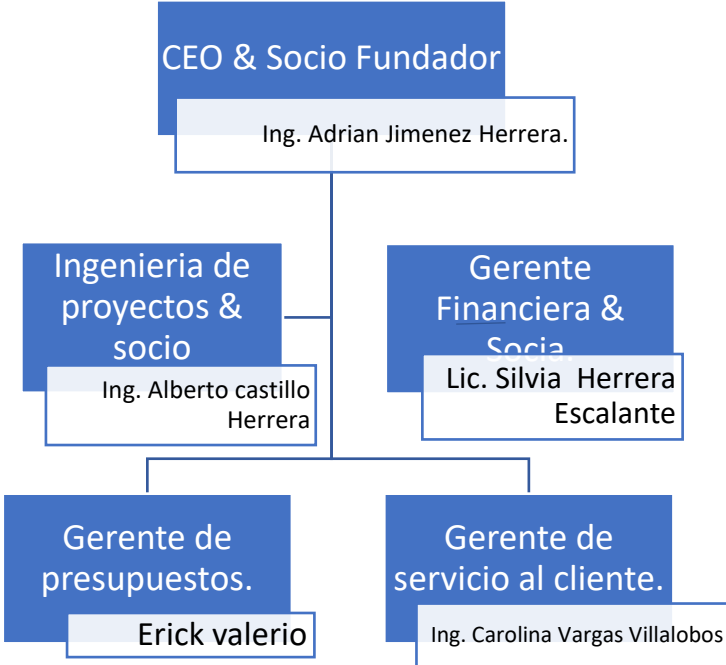 CEO & Socio Fundador
Ing. Adrian Jimenez Herrera.
Ingenieria de
proyectos &
socio
Ing. Alberto castillo
Herrera
Gerente
Financiera &
Socia.
Lic. Silvia  Herrera
Escalante
Gerente de
presupuestos.
Erick valerio
Gerente de
servicio al cliente.
Ing. Carolina Vargas Villalobos